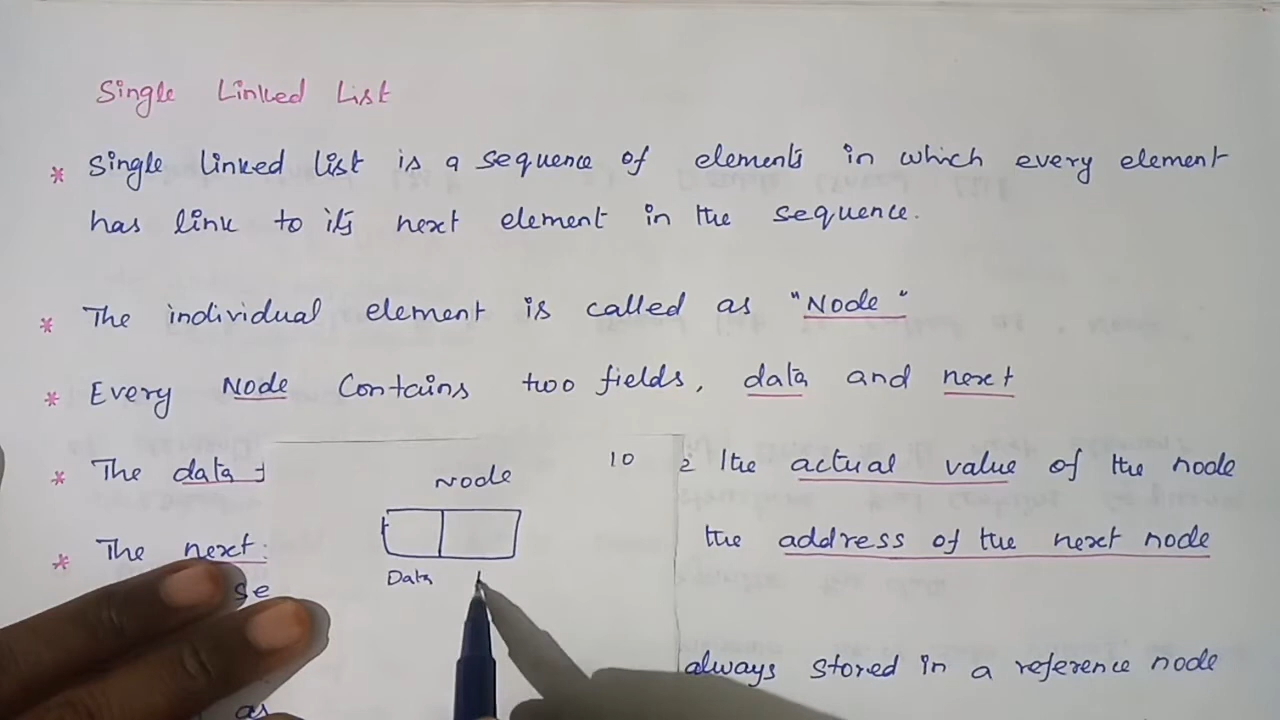 Single Linked List
* Single linked list is a sequence of elements in which every element
has link to its next element in the sequence.
* The individual element is called as "Node"
* Every Node Contains two fields, data and next
* The data
10
the actual value of the node
Node
* The next
the address of the next node
Data
se
always stored in a reference node
as